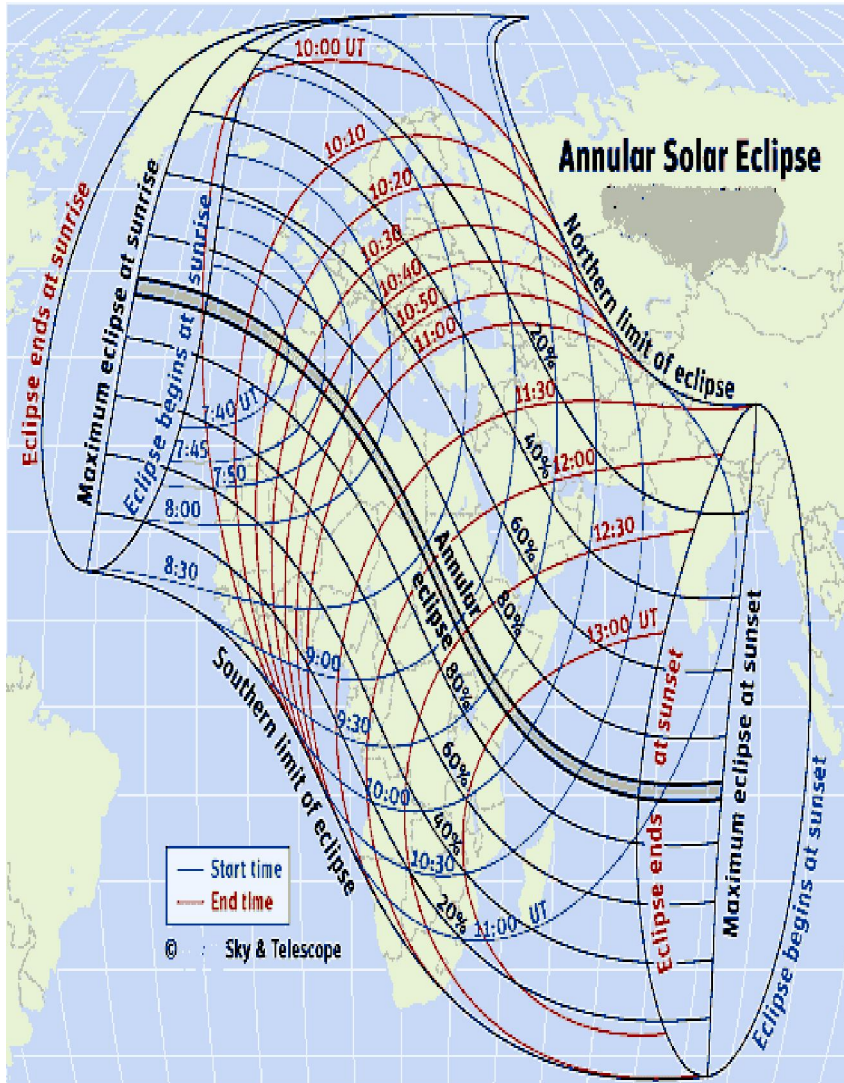 10:00 UT
10:10
10:20
10:30
10:40
10:50
11:00
Annular Solar Eclipse
Northern limit of eclipse
Eclipse ends at sunrise
Maximum eclipse at sunrise
Eclipse begins at sunrise
7:40 UT
7:45
7:50
8:00
8:30
9:00
9:30
10:00
10:30
11:00 UT
20%
40%
60%
80%
Annular
eclipse
80%
60%
40%
20%
11:30
12:00
12:30
13:00 UT
Southern limit of eclipse
Eclipse ends at sunset
Maximum eclipse at sunset
Eclipse begins at sunset
Start time
End time
© Sky & Telescope